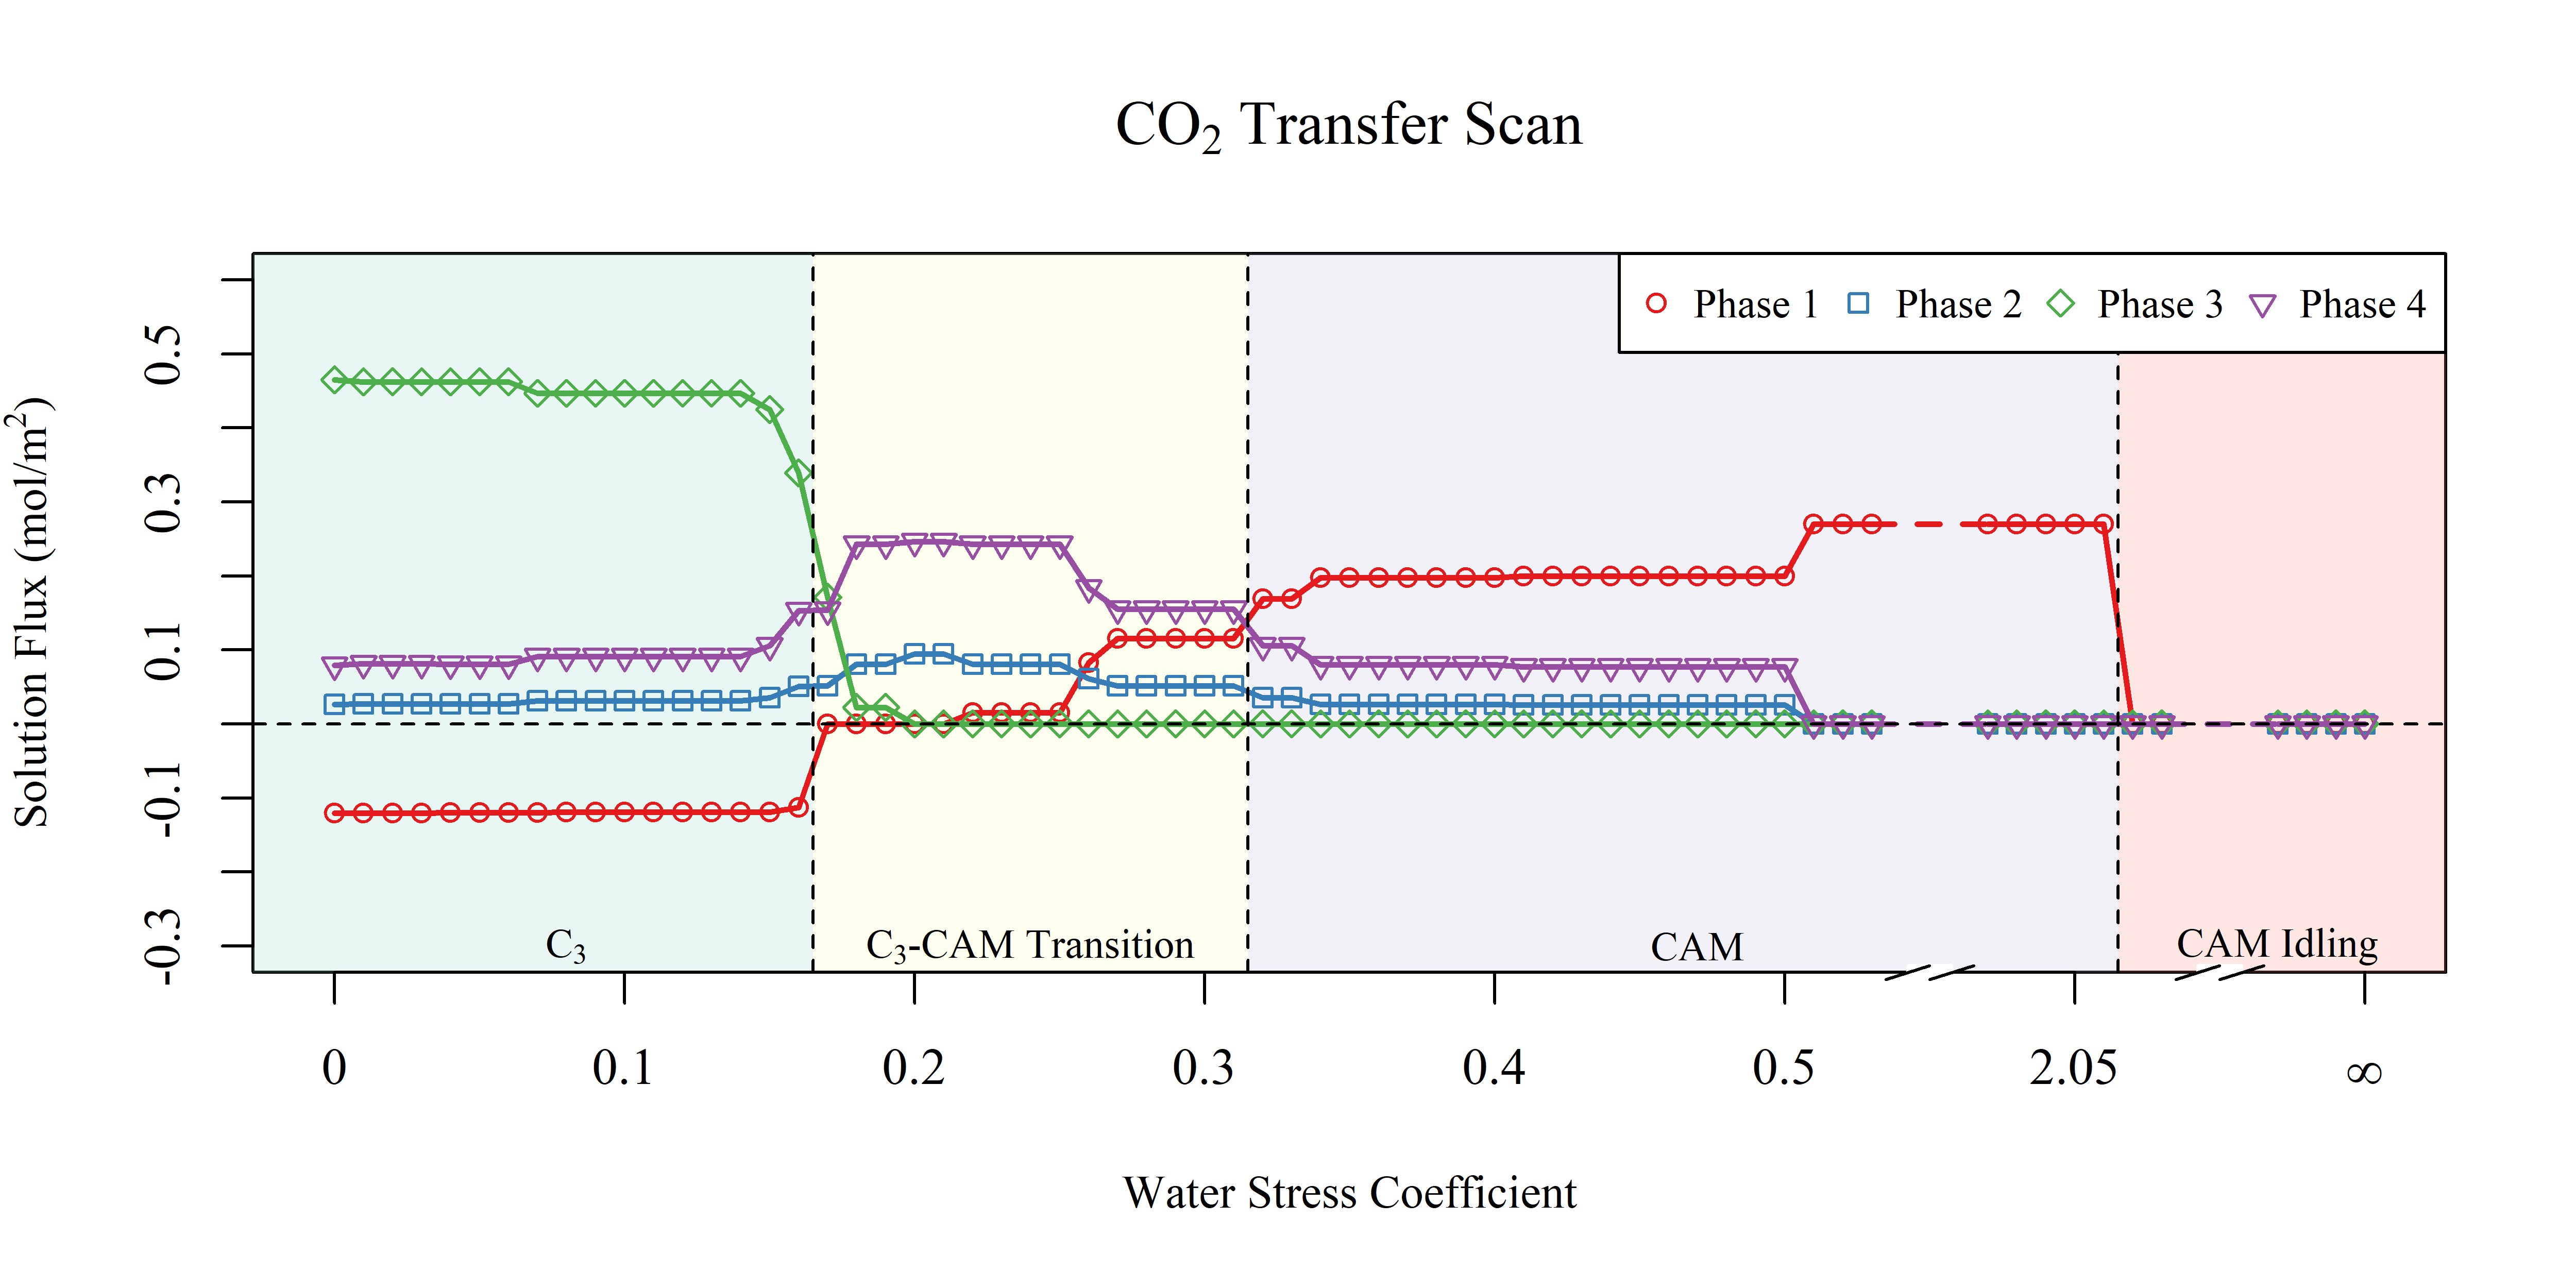 CO₂ Transfer Scan
Phase 1 Phase 2 Phase 3 Phase 4
Solution Flux (mol/m²)
0.5
0.3
0.1
-0.1
-0.3
C₃ C₃-CAM Transition CAM CAM Idling
0 0.1 0.2 0.3 0.4 0.5 2.05 ∞
Water Stress Coefficient